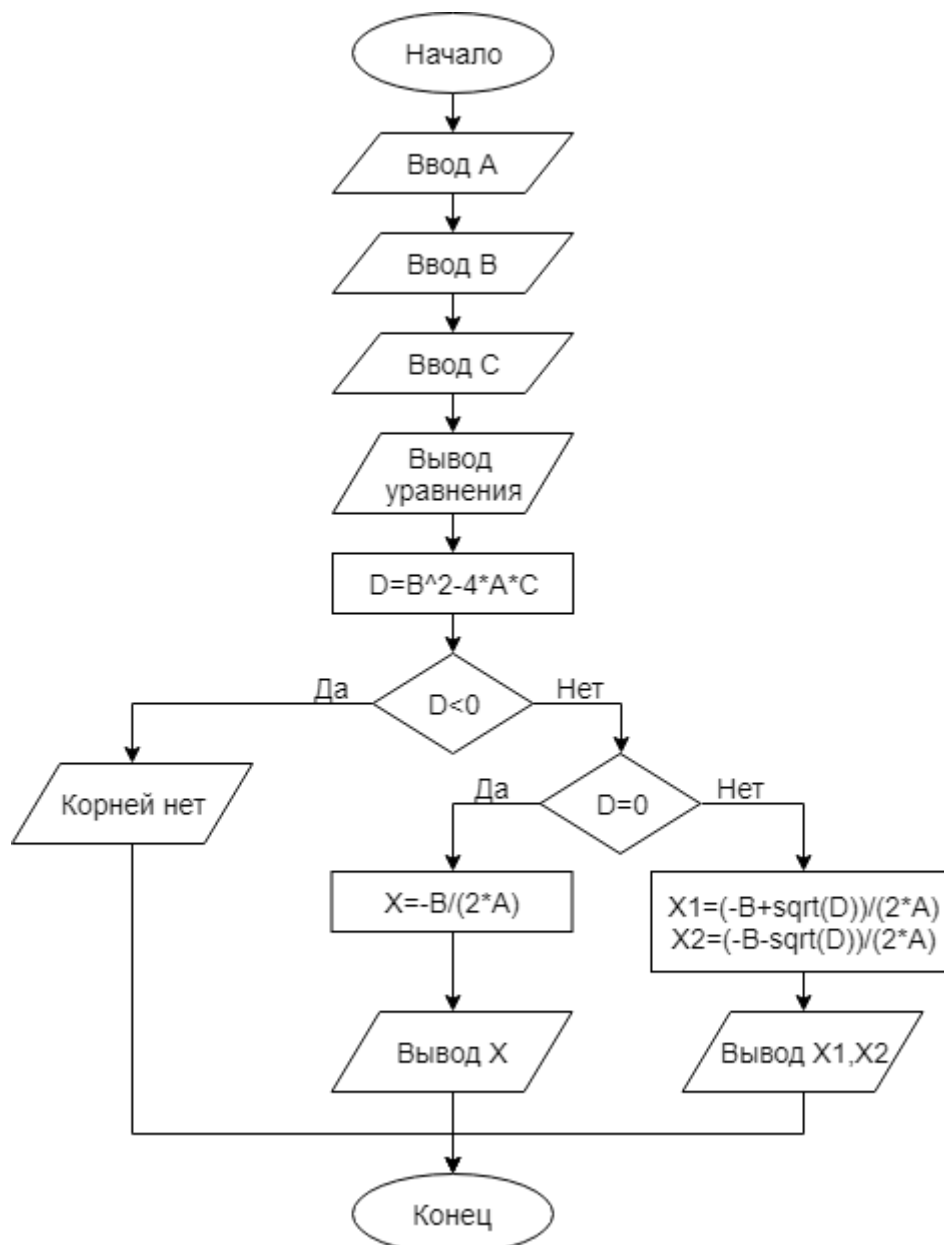 Начало
Ввод A
Ввод B
Ввод C
Вывод
уравнения
D=B^2-4*A*C
Да
D<0
Нет
Корней нет
Да
D=0
Нет
X=-B/(2*A)
X1=(-B+sqrt(D))/(2*A)
X2=(-B-sqrt(D))/(2*A)
Вывод X
Вывод X1,X2
Конец